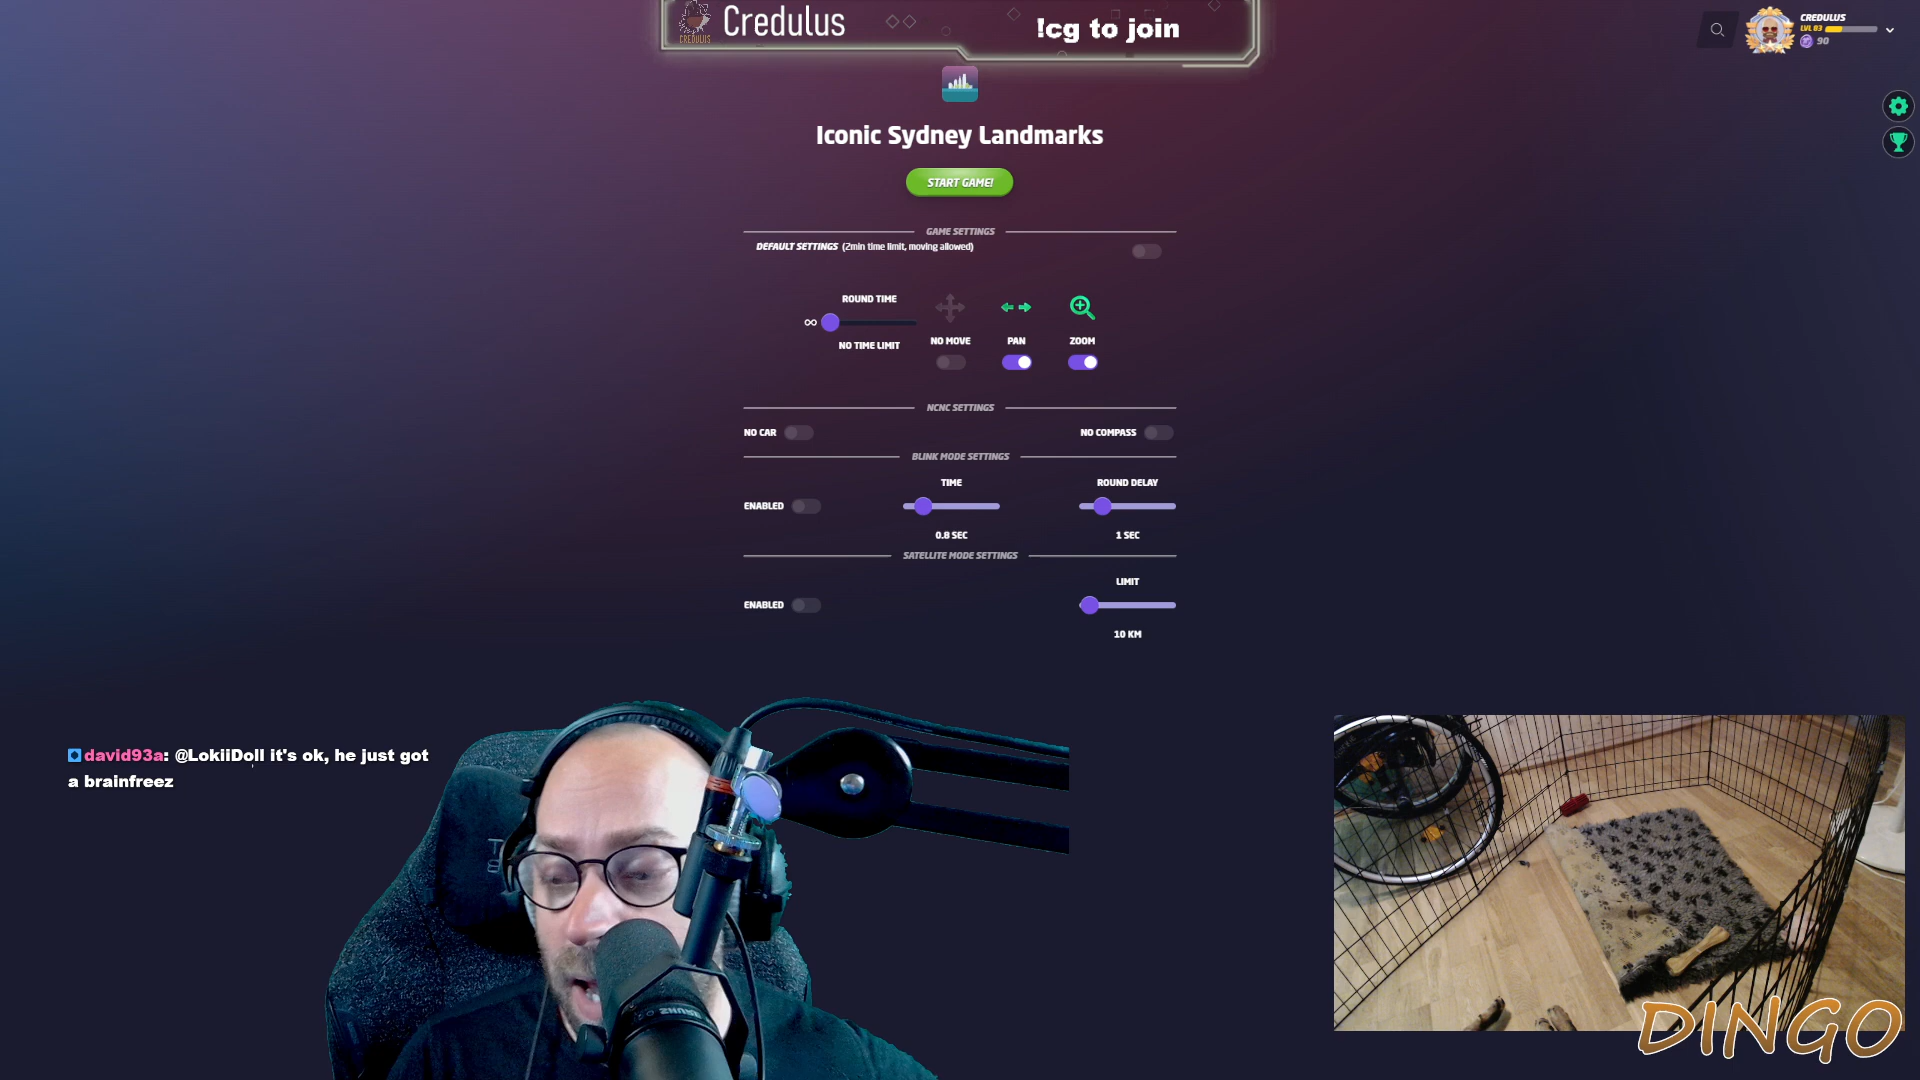 Credulus
CREDULUS
!cg to join
CREDULUS
LVL 83
90
Iconic Sydney Landmarks
START GAME!
GAME SETTINGS
DEFAULT SETTINGS (2min time limit, moving allowed)
ROUND TIME
∞
NO TIME LIMIT
NO MOVE
PAN
ZOOM
NCNC SETTINGS
NO CAR
NO COMPASS
BLINK MODE SETTINGS
TIME
ROUND DELAY
ENABLED
0.8 SEC
1 SEC
SATELLITE MODE SETTINGS
LIMIT
ENABLED
10 KM
david93a: @LokiiDoll it's ok, he just got
a brainfreez
DINGO